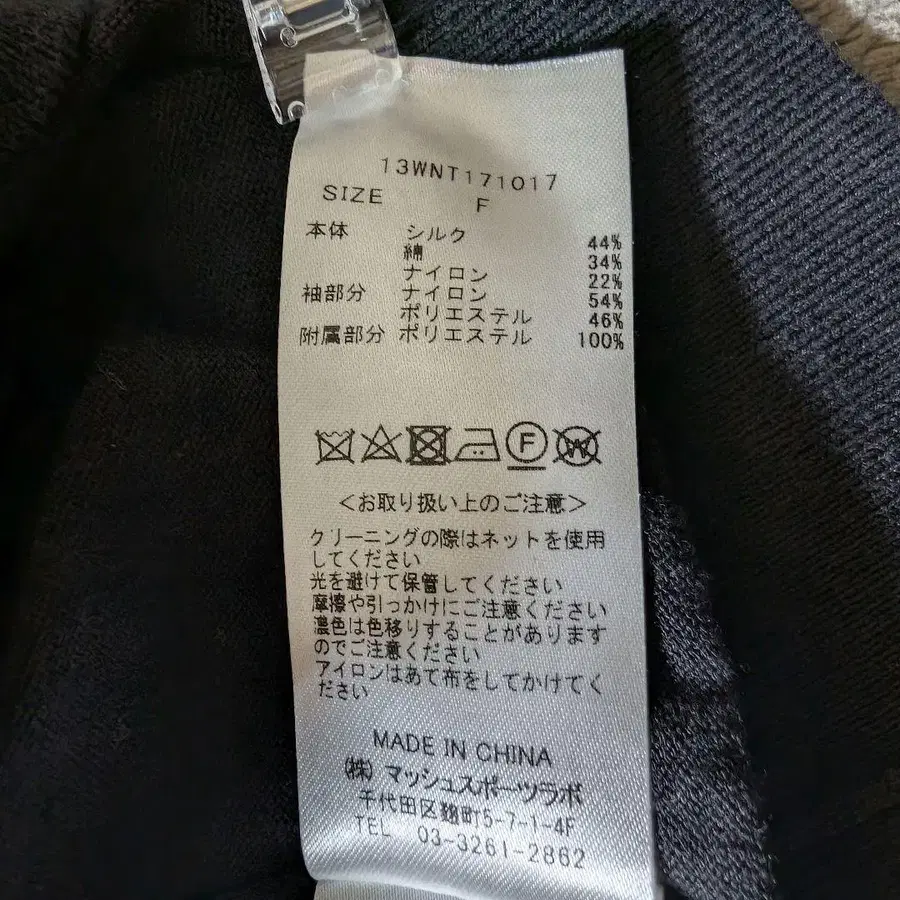 13WNT171017
SIZE F
本体 シルク 44%
綿 34%
ナイロン 22%
袖部分 ナイロン 54%
ポリエステル 46%
附属部分 ポリエステル 100%
F
W
<お取り扱い上のご注意>
クリーニングの際はネットを使用
してください
光を避けて保管してください
摩擦や引っかけにご注意ください
濃色は色移りすることがあります
のでご注意ください
アイロンはあて布をしてかけてく
ださい
MADE IN CHINA
(株) マッシュスポーツラボ
千代田区麹町5-7-1-4F
TEL 03-3261-2862